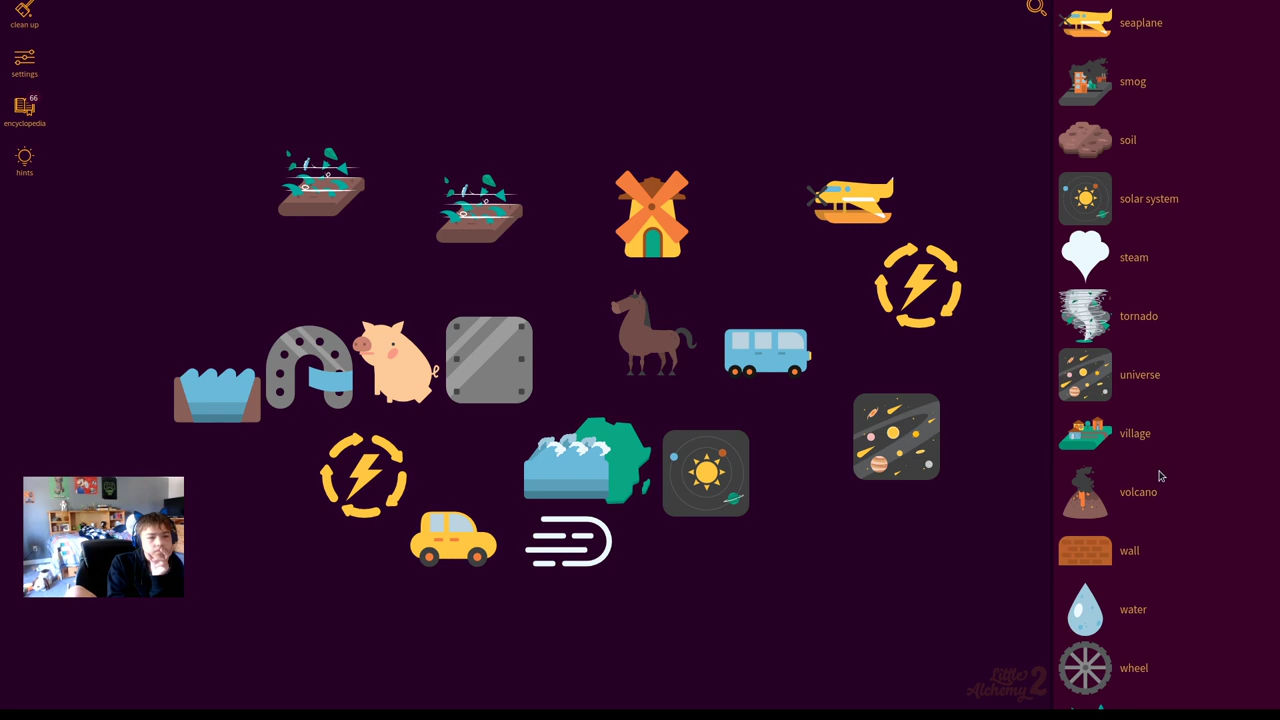 clean up
settings
66
encyclopedia
hints
seaplane
smog
soil
solar system
steam
tornado
universe
village
volcano
wall
water
wheel
Little
Alchemy 2